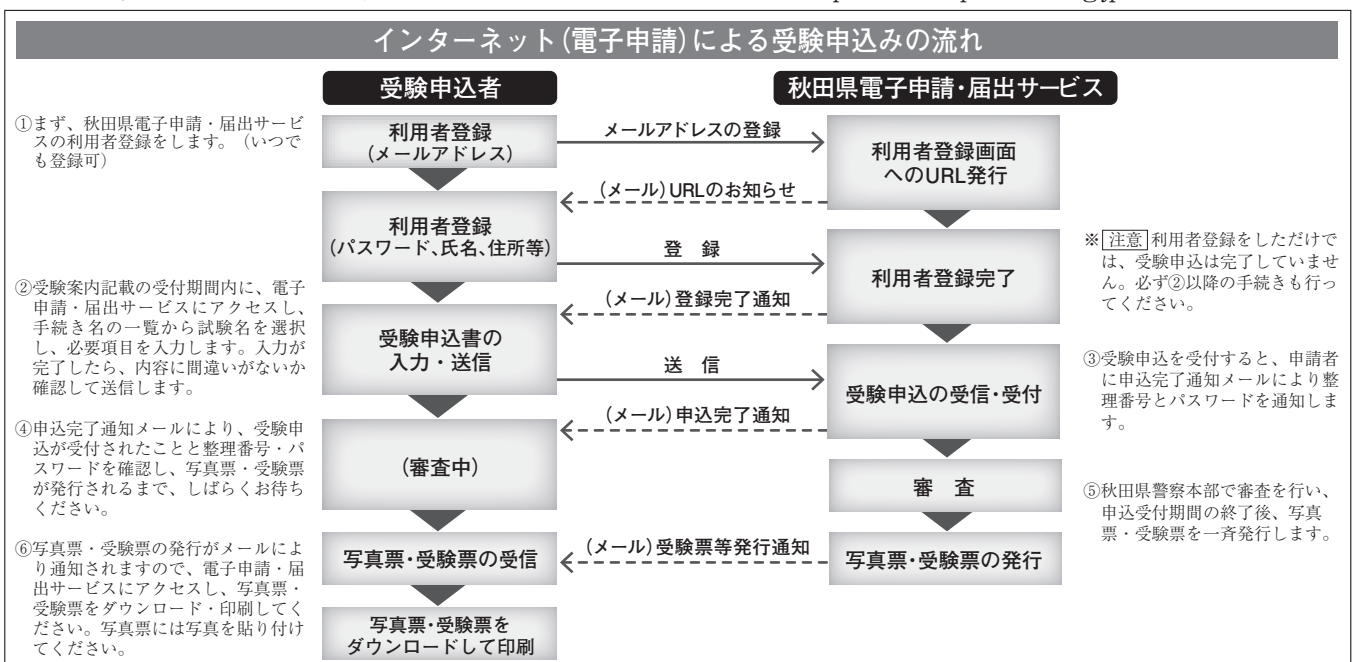 インターネット(電子申請)による受験申込みの流れ
受験申込者
秋田県電子申請・届出サービス
①まず、秋田県電子申請・届出サービ
スの利用者登録をします。(いつで
も登録可)
利用者登録
(メールアドレス)
メールアドレスの登録
利用者登録画面
へのURL発行
(メール)URLのお知らせ
利用者登録
(パスワード、氏名、住所等)
登 録
利用者登録完了
※注意 利用者登録をしただけで
は、受験申込は完了していませ
ん。必ず②以降の手続きも行っ
てください。
(メール)登録完了通知
②受験案内記載の受付期間内に、電子
申請・届出サービスにアクセスし、
手続き名の一覧から試験名を選択
し、必要項目を入力します。入力が
完了したら、内容に間違いがないか
確認して送信します。
受験申込書の
入力・送信
送 信
受験申込の受信・受付
③受験申込を受付すると、申請者
に申込完了通知メールにより整
理番号とパスワードを通知しま
す。
(メール)申込完了通知
④申込完了通知メールにより、受験申
込が受付されたことと整理番号・パ
スワードを確認し、写真票・受験票
が発行されるまで、しばらくお待ち
ください。
(審査中)
審 査
⑤秋田県警察本部で審査を行い、
申込受付期間の終了後、写真
票・受験票を一斉発行します。
⑥写真票・受験票の発行がメールによ
り通知されますので、電子申請・届
出サービスにアクセスし、写真票・
受験票をダウンロード・印刷してく
ださい。写真票には写真を貼り付け
てください。
写真票・受験票の受信
(メール)受験票等発行通知
写真票・受験票の発行
写真票・受験票を
ダウンロードして印刷